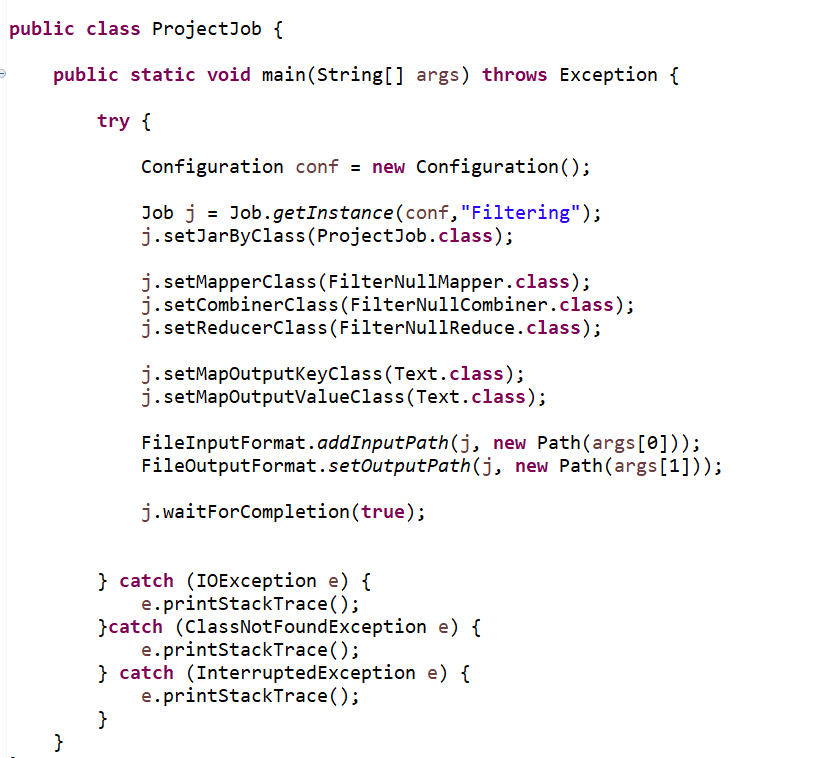 public class ProjectJob {
public static void main(String[] args) throws Exception {
try {
Configuration conf = new Configuration();
Job j = Job.getInstance(conf,"Filtering");
j.setJarByClass(ProjectJob.class);
j.setMapperClass(FilterNullMapper.class);
j.setCombinerClass(FilterNullCombiner.class);
j.setReducerClass(FilterNullReduce.class);
j.setMapOutputKeyClass(Text.class);
j.setMapOutputValueClass(Text.class);
FileInputFormat.addInputPath(j, new Path(args[0]));
FileOutputFormat.setOutputPath(j, new Path(args[1]));
j.waitForCompletion(true);
} catch (IOException e) {
e.printStackTrace();
}catch (ClassNotFoundException e) {
e.printStackTrace();
} catch (InterruptedException e) {
e.printStackTrace();
}
}